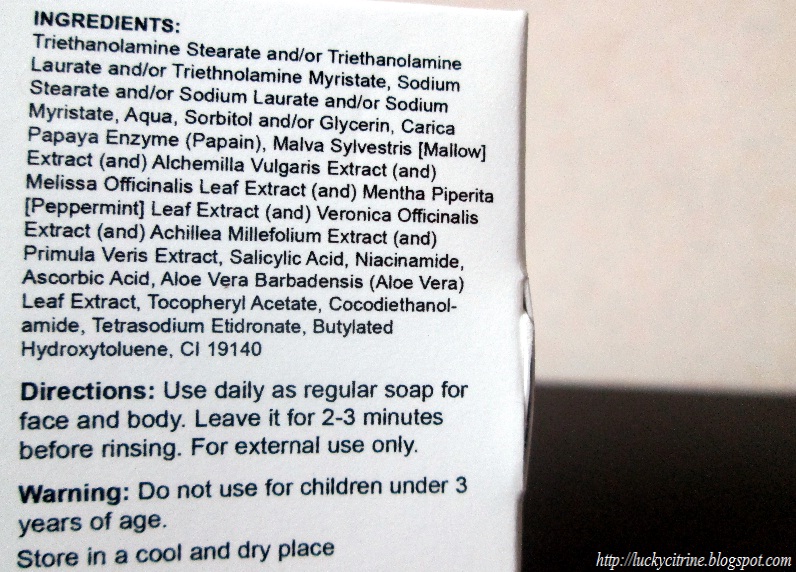 INGREDIENTS:
Triethanolamine Stearate and/or Triethanolamine
Laurate and/or Triethnolamine Myristate, Sodium
Stearate and/or Sodium Laurate and/or Sodium
Myristate, Aqua, Sorbitol and/or Glycerin, Carica
Papaya Enzyme (Papain), Malva Sylvestris [Mallow]
Extract (and) Alchemilla Vulgaris Extract (and)
Melissa Officinalis Leaf Extract (and) Mentha Piperita
[Peppermint] Leaf Extract (and) Veronica Officinalis
Extract (and) Achillea Millefolium Extract (and)
Primula Veris Extract, Salicylic Acid, Niacinamide,
Ascorbic Acid, Aloe Vera Barbadensis (Aloe Vera)
Leaf Extract, Tocopheryl Acetate, Cocodiethanol-
amide, Tetrasodium Etidronate, Butylated
Hydroxytoluene, CI 19140
Directions: Use daily as regular soap for
face and body. Leave it for 2-3 minutes
before rinsing. For external use only.
Warning: Do not use for children under 3
years of age.
Store in a cool and dry place
http://luckycitrine.blogspot.com